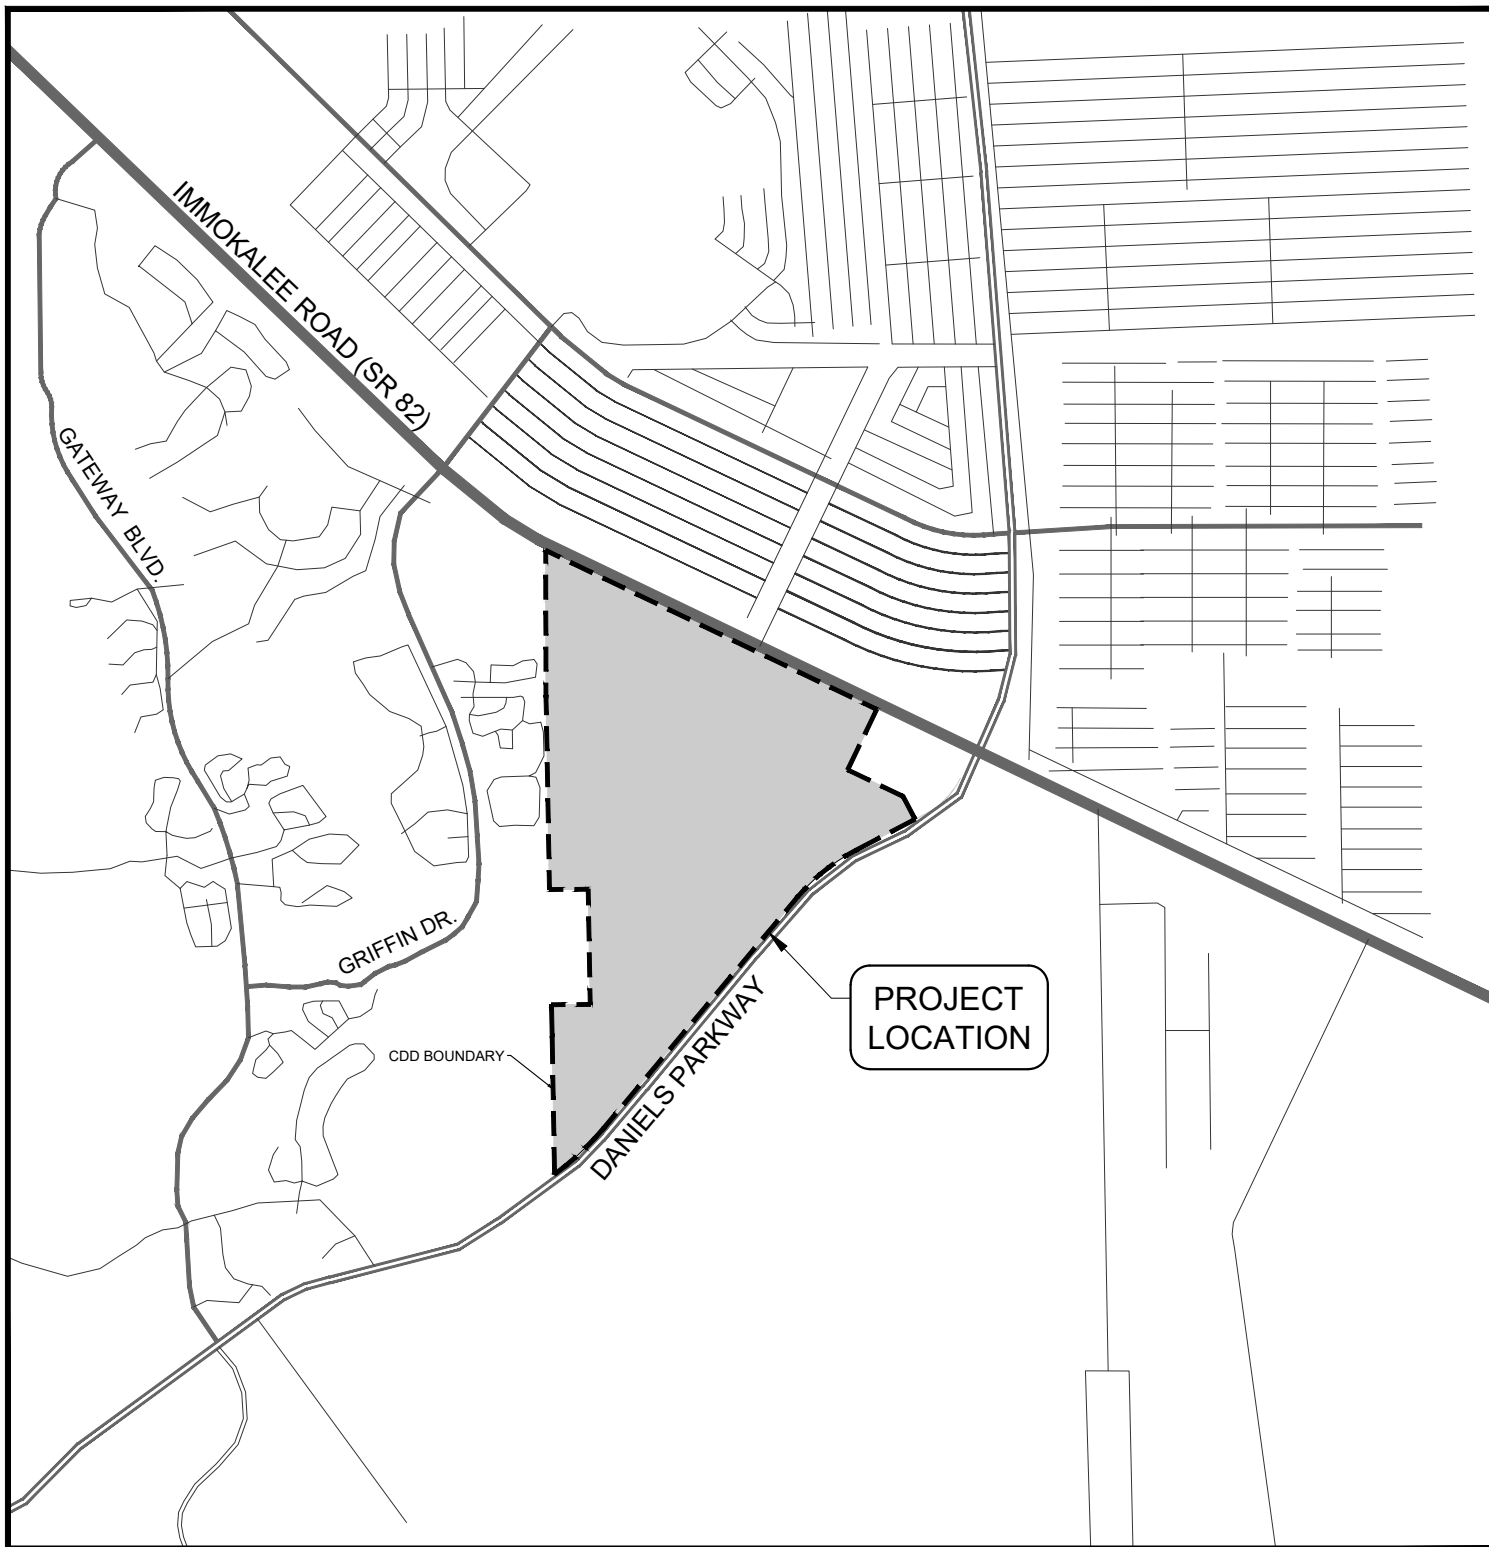 IMMOKALEE ROAD (SR 82)
GATEWAY BLVD.
GRIFFIN DR.
PROJECT
LOCATION
CDD BOUNDARY
DANIELS PARKWAY